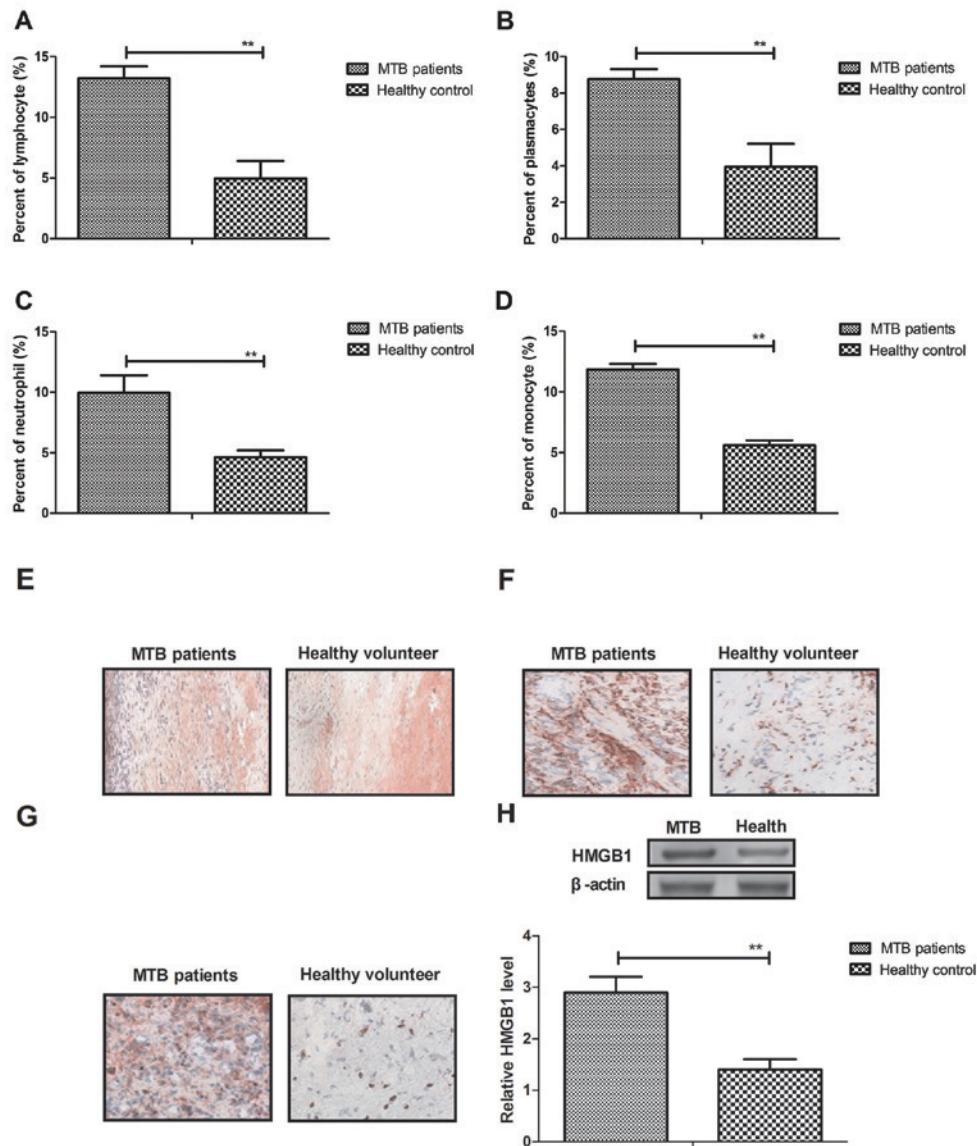 A
Percent of lymphocyte (%)
15
10
5
0
**
MTB patients
Healthy control
B
Percent of plasmacytes (%)
10
8
6
4
2
0
**
MTB patients
Healthy control
C
Percent of neutrophil (%)
15
10
5
0
**
MTB patients
Healthy control
D
Percent of monocyte (%)
15
10
5
0
**
MTB patients
Healthy control
E
MTB patients
Healthy volunteer
F
MTB patients
Healthy volunteer
G
MTB patients
Healthy volunteer
H
MTB Health
HMGB1
β-actin
Relative HMGB1 level
4
3
2
1
0
**
MTB patients
Healthy control